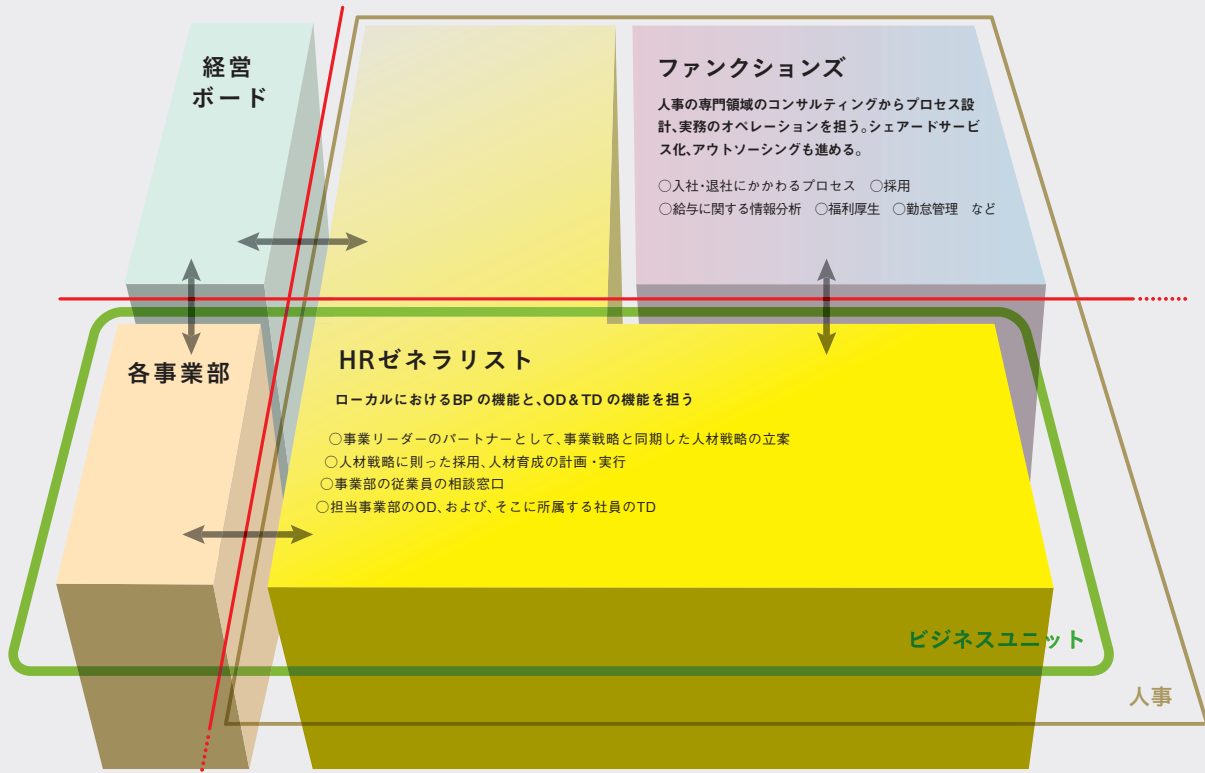 経営
ボード
ファンクションズ
人事の専門領域のコンサルティングからプロセス設
計、実務のオペレーションを担う。シェアードサービ
ス化、アウトソーシングも進める。
○入社・退社にかかわるプロセス　○採用
○給与に関する情報分析　○福利厚生　○勤怠管理　など
各事業部
HRゼネラリスト
ローカルにおけるBP の機能と、OD＆TD の機能を担う
○事業リーダーのパートナーとして、事業戦略と同期した人材戦略の立案
○人材戦略に則った採用、人材育成の計画・実行
○事業部の従業員の相談窓口
○担当事業部のOD、および、そこに所属する社員のTD
ビジネスユニット
人事